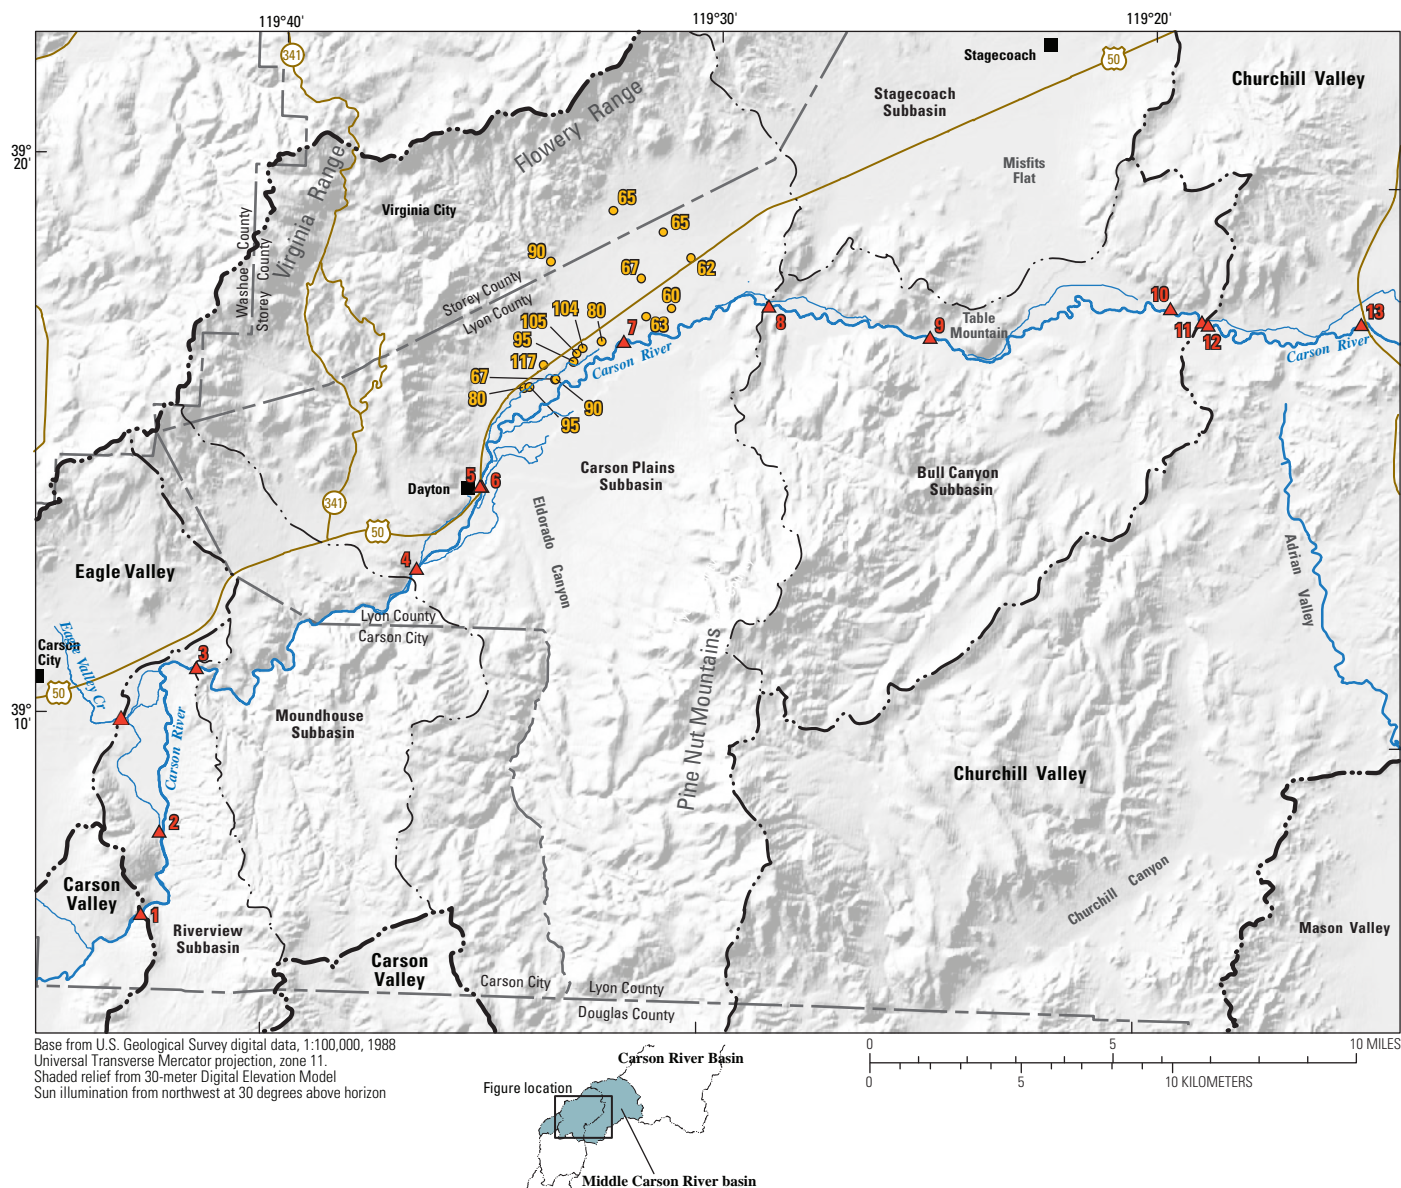 119°40'
119°30'
119°20'
341
Stagecoach
50
Churchill Valley
Stagecoach
Subbasin
Flowery Range
39°
20'
Misfits
Flat
Virginia Range
Virginia City
65
65
Washoe County
Storey County
90
62
67
Storey County
Lyon County
60
104
80
105
63
95
7
8
9
Table
Mountain
10
11
12
13
117
Carson River
Carson River
67
80
90
95
Carson Plains
Subbasin
Bull Canyon
Subbasin
5
6
Dayton
341
50
Eldorado Canyon
Adrian Valley
4
Eagle Valley
Lyon County
Carson City
Eagle Valley Cr
Carson
City
3
50
39°
10'
Carson River
Moundhouse
Subbasin
Pine Nut Mountains
Churchill Valley
2
Carson
Valley
1
Churchill Canyon
Riverview
Subbasin
Mason Valley
Carson
Valley
Carson City
Lyon County
Douglas County
Base from U.S. Geological Survey digital data, 1:100,000, 1988
Universal Transverse Mercator projection, zone 11.
Shaded relief from 30-meter Digital Elevation Model
Sun illumination from northwest at 30 degrees above horizon
0 5 10 MILES
0 5 10 KILOMETERS
Carson River Basin
Figure location
Middle Carson River basin